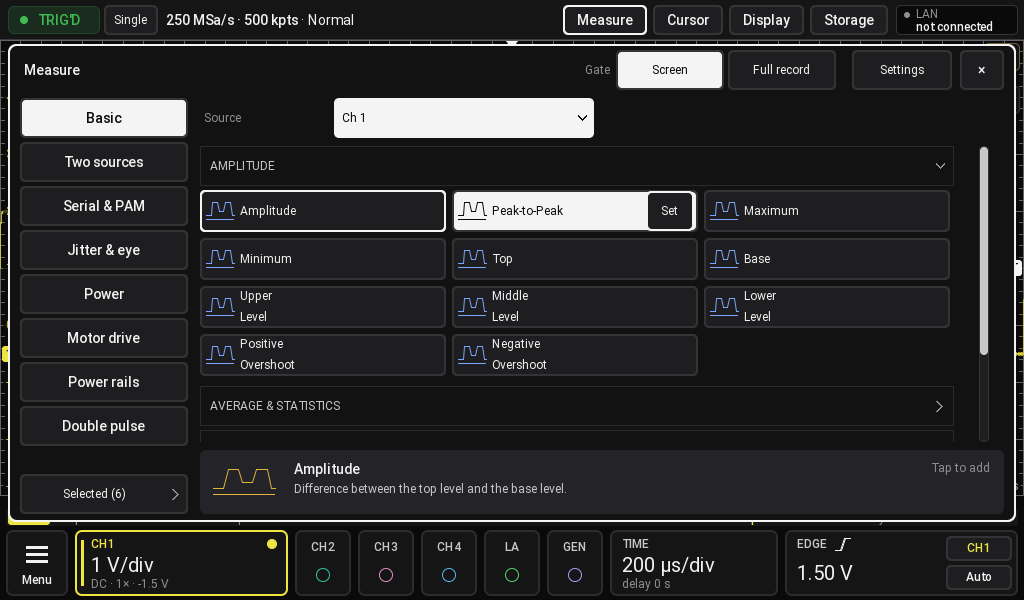 TRIG'D
Single
250 MSa/s · 500 kpts · Normal
Measure
Cursor
Display
Storage
LAN
not connected
Measure
Gate
Screen
Full record
Settings
×
Basic
Two sources
Serial & PAM
Jitter & eye
Power
Motor drive
Power rails
Double pulse
Selected (6)
Source
Ch 1
AMPLITUDE
Amplitude
Peak-to-Peak
Set
Maximum
Minimum
Top
Base
Upper
Level
Middle
Level
Lower
Level
Positive
Overshoot
Negative
Overshoot
AVERAGE & STATISTICS
Amplitude
Difference between the top level and the base level.
Tap to add
Menu
CH1
1 V/div
DC · 1× · -1.5 V
CH2
CH3
CH4
LA
GEN
TIME
200 µs/div
delay 0 s
EDGE
1.50 V
CH1
Auto